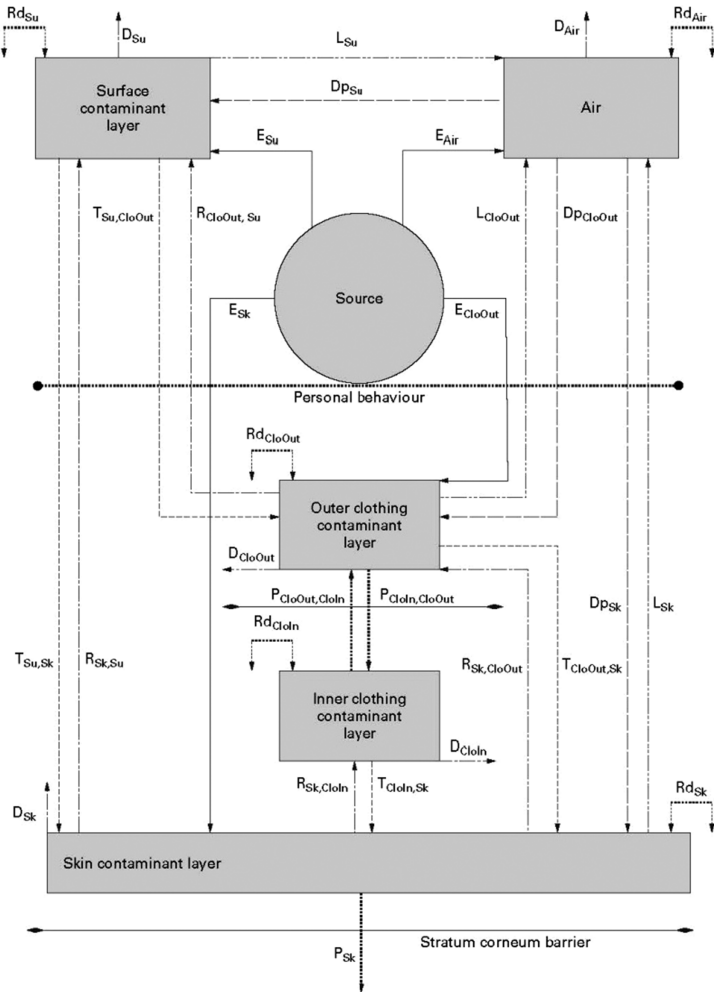 Rd_Su
D_Su
L_Su
D_Air
Rd_Air
Surface
contaminant
layer
Dp_Su
Air
E_Su
E_Air
T_Su,CloOut
R_CloOut, Su
L_CloOut
Dp_CloOut
Source
E_Sk
E_CloOut
Personal behaviour
Rd_CloOut
Outer clothing
contaminant
layer
D_CloOut
P_CloOut,CloIn
P_CloIn,CloOut
Rd_CloIn
Dp_Sk
L_Sk
T_Su,Sk
R_Sk,Su
R_Sk,CloOut
T_CloOut,Sk
Inner clothing
contaminant
layer
D_CloIn
R_Sk,CloIn
T_CloIn,Sk
D_Sk
Rd_Sk
Skin contaminant layer
Stratum corneum barrier
P_Sk